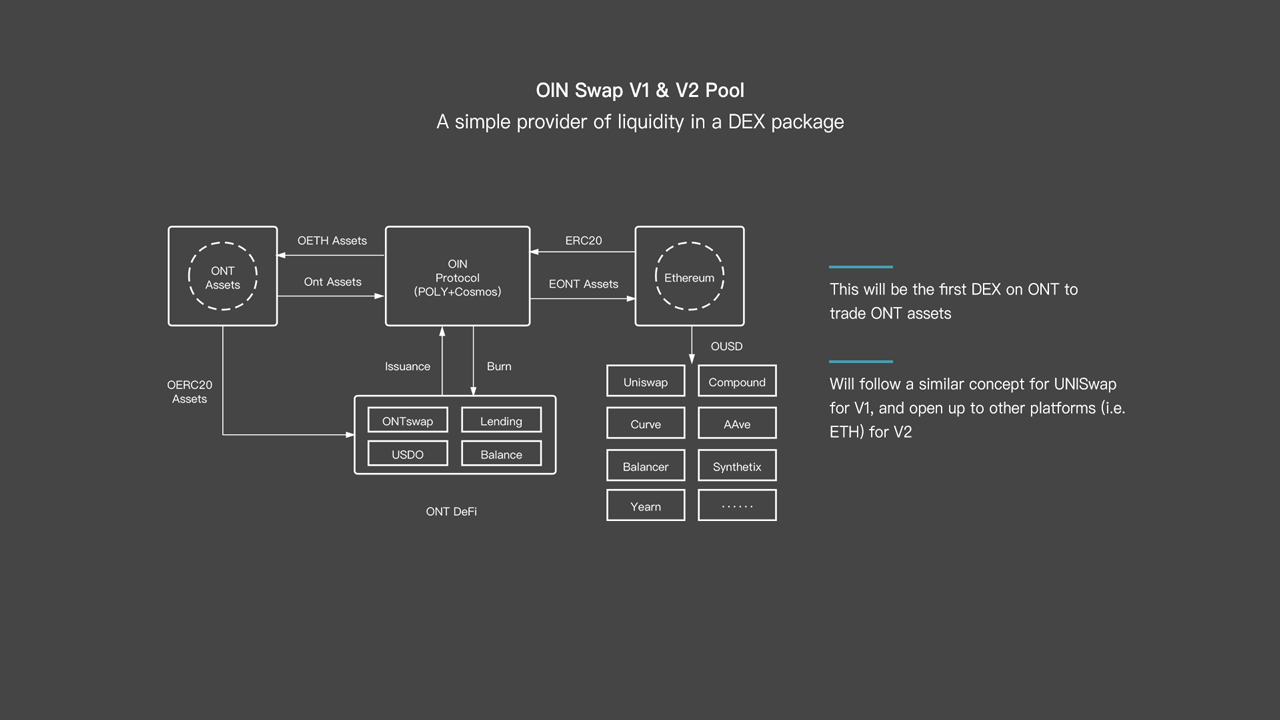 OIN Swap V1 & V2 Pool
A simple provider of liquidity in a DEX package
ONT
Assets
OETH Assets
Ont Assets
OIN
Protocol
(POLY+Cosmos)
ERC20
EONT Assets
Ethereum
OERC20
Assets
Issuance
Burn
ONTswap
Lending
USDO
Balance
ONT DeFi
OUSD
Uniswap
Compound
Curve
AAve
Balancer
Synthetix
Yearn
······
This will be the first DEX on ONT to
trade ONT assets
Will follow a similar concept for UNISwap
for V1, and open up to other platforms (i.e.
ETH) for V2